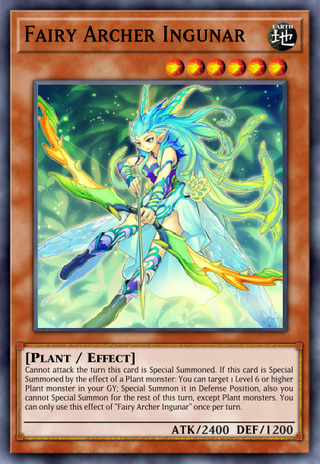 Fairy Archer Ingunar
EARTH
地
[Plant / Effect]
Cannot attack the turn this card is Special Summoned. If this card is Special
Summoned by the effect of a Plant monster: You can target 1 Level 6 or higher
Plant monster in your GY; Special Summon it in Defense Position, also you
cannot Special Summon for the rest of this turn, except Plant monsters. You
can only use this effect of "Fairy Archer Ingunar" once per turn.
ATK/2400 DEF/1200